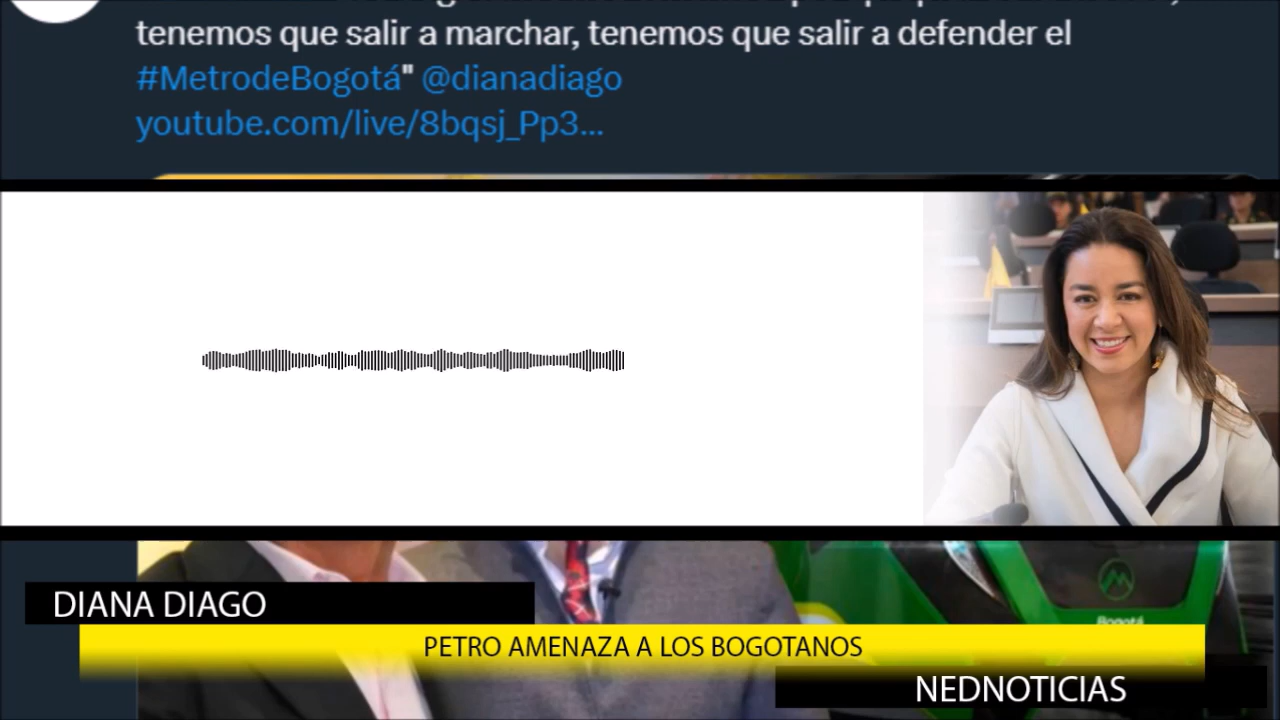 tenemos que salir a marchar, tenemos que salir a defender el
#MetrodeBogotá" @dianadiago
youtube.com/live/8bqsj_Pp3...
Bogotá
DIANA DIAGO
PETRO AMENAZA A LOS BOGOTANOS
NEDNOTICIAS